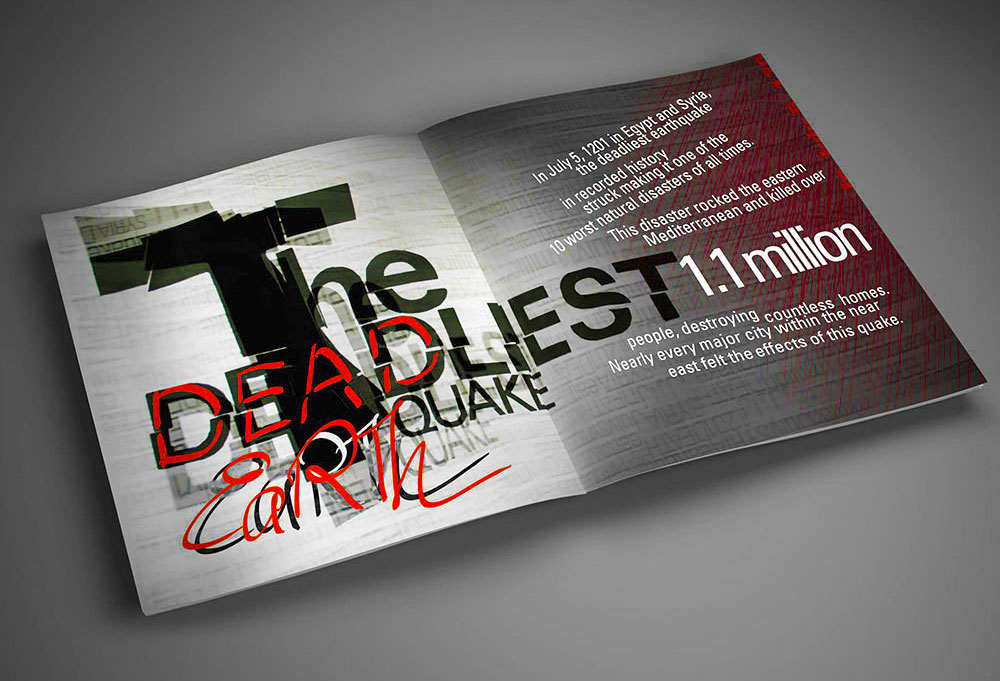 The
DEADLIEST
EaRTh
QUAKE
In July 5, 1201 in Egypt and Syria,
the deadliest earthquake
in recorded history
struck making it one of the
10 worst natural disasters of all times.
This disaster rocked the eastern
Mediterranean and killed over
1.1 million
people, destroying countless homes.
Nearly every major city within the near
east felt the effects of this quake.